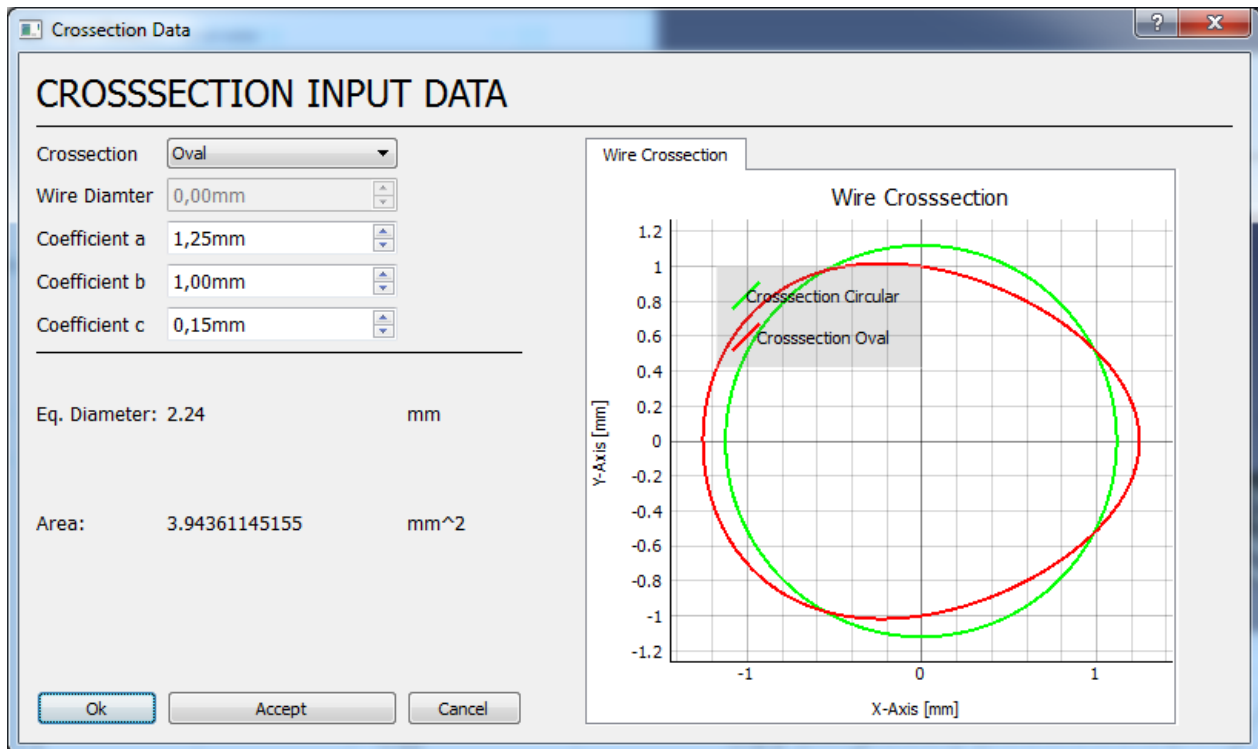 Crossection Data
? X
CROSSSECTION INPUT DATA
Crossection Oval
Wire Diamter 0,00mm
Coefficient a 1,25mm
Coefficient b 1,00mm
Coefficient c 0,15mm
Eq. Diameter: 2.24 mm
Area: 3.94361145155 mm^2
Ok Accept Cancel
Wire Crossection
Wire Crosssection
1.2
1
0.8
0.6
0.4
0.2
0
-0.2
-0.4
-0.6
-0.8
-1
-1.2
Y-Axis [mm]
Crosssection Circular
Crosssection Oval
-1 0 1
X-Axis [mm]